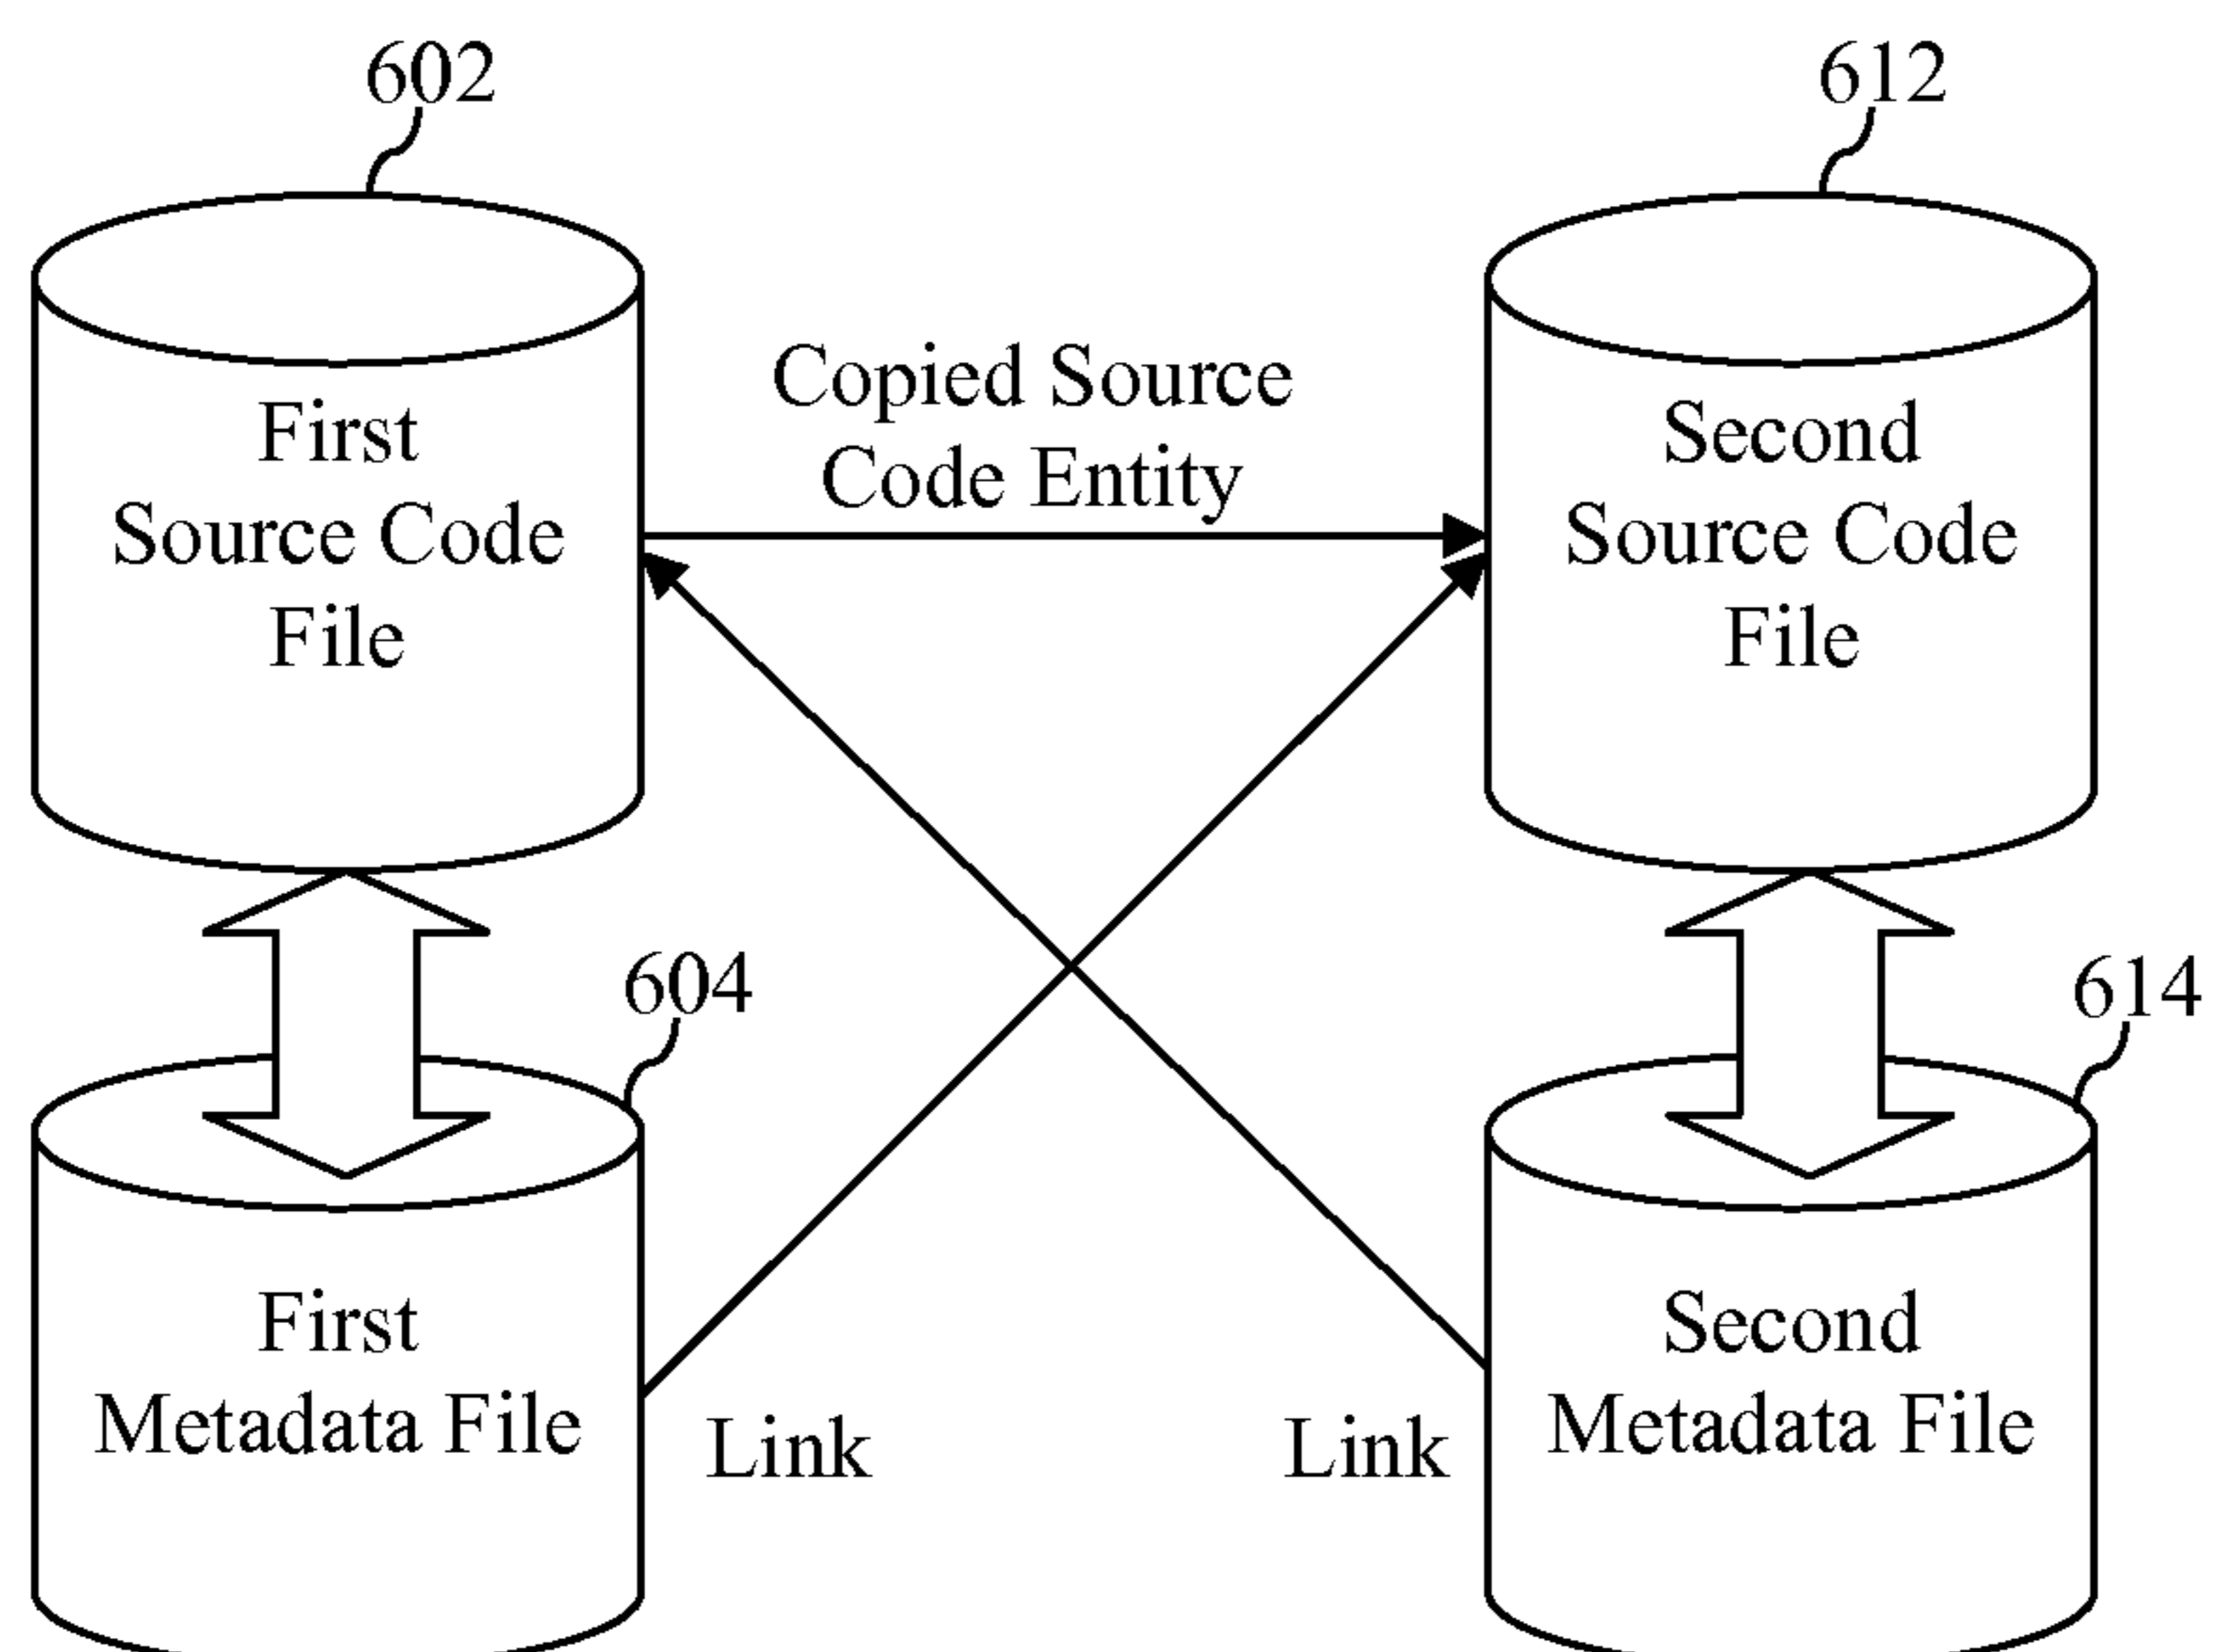 602
612
First
Source Code
File
Copied Source
Code Entity
Second
Source Code
File
604
614
First
Metadata File
Link
Link
Second
Metadata File